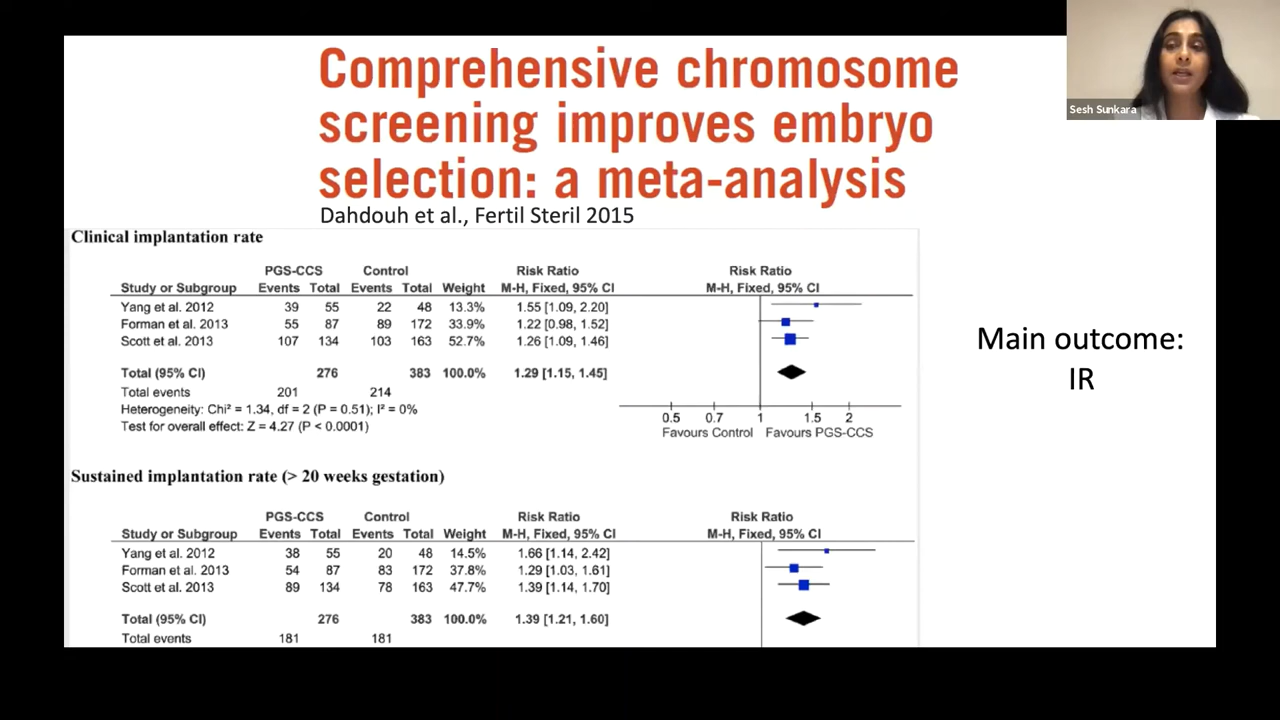 Comprehensive chromosome
screening improves embryo
selection: a meta-analysis
Dahdouh et al., Fertil Steril 2015
Sesh Sunkara
Clinical implantation rate
PGS-CCS Control Risk Ratio Risk Ratio
Study or Subgroup Events Total Events Total Weight M-H, Fixed, 95% CI M-H, Fixed, 95% CI
Yang et al. 2012 39 55 22 48 13.3% 1.55 [1.09, 2.20]
Forman et al. 2013 55 87 89 172 33.9% 1.22 [0.98, 1.52]
Scott et al. 2013 107 134 103 163 52.7% 1.26 [1.09, 1.46]
Total (95% CI) 276 383 100.0% 1.29 [1.15, 1.45]
Total events 201 214
Heterogeneity: Chi² = 1.34, df = 2 (P = 0.51); I² = 0%
Test for overall effect: Z = 4.27 (P < 0.0001)
0.5 0.7 1 1.5 2
Favours Control Favours PGS-CCS
Main outcome:
IR
Sustained implantation rate (> 20 weeks gestation)
PGS-CCS Control Risk Ratio Risk Ratio
Study or Subgroup Events Total Events Total Weight M-H, Fixed, 95% CI M-H, Fixed, 95% CI
Yang et al. 2012 38 55 20 48 14.5% 1.66 [1.14, 2.42]
Forman et al. 2013 54 87 83 172 37.8% 1.29 [1.03, 1.61]
Scott et al. 2013 89 134 78 163 47.7% 1.39 [1.14, 1.70]
Total (95% CI) 276 383 100.0% 1.39 [1.21, 1.60]
Total events 181 181